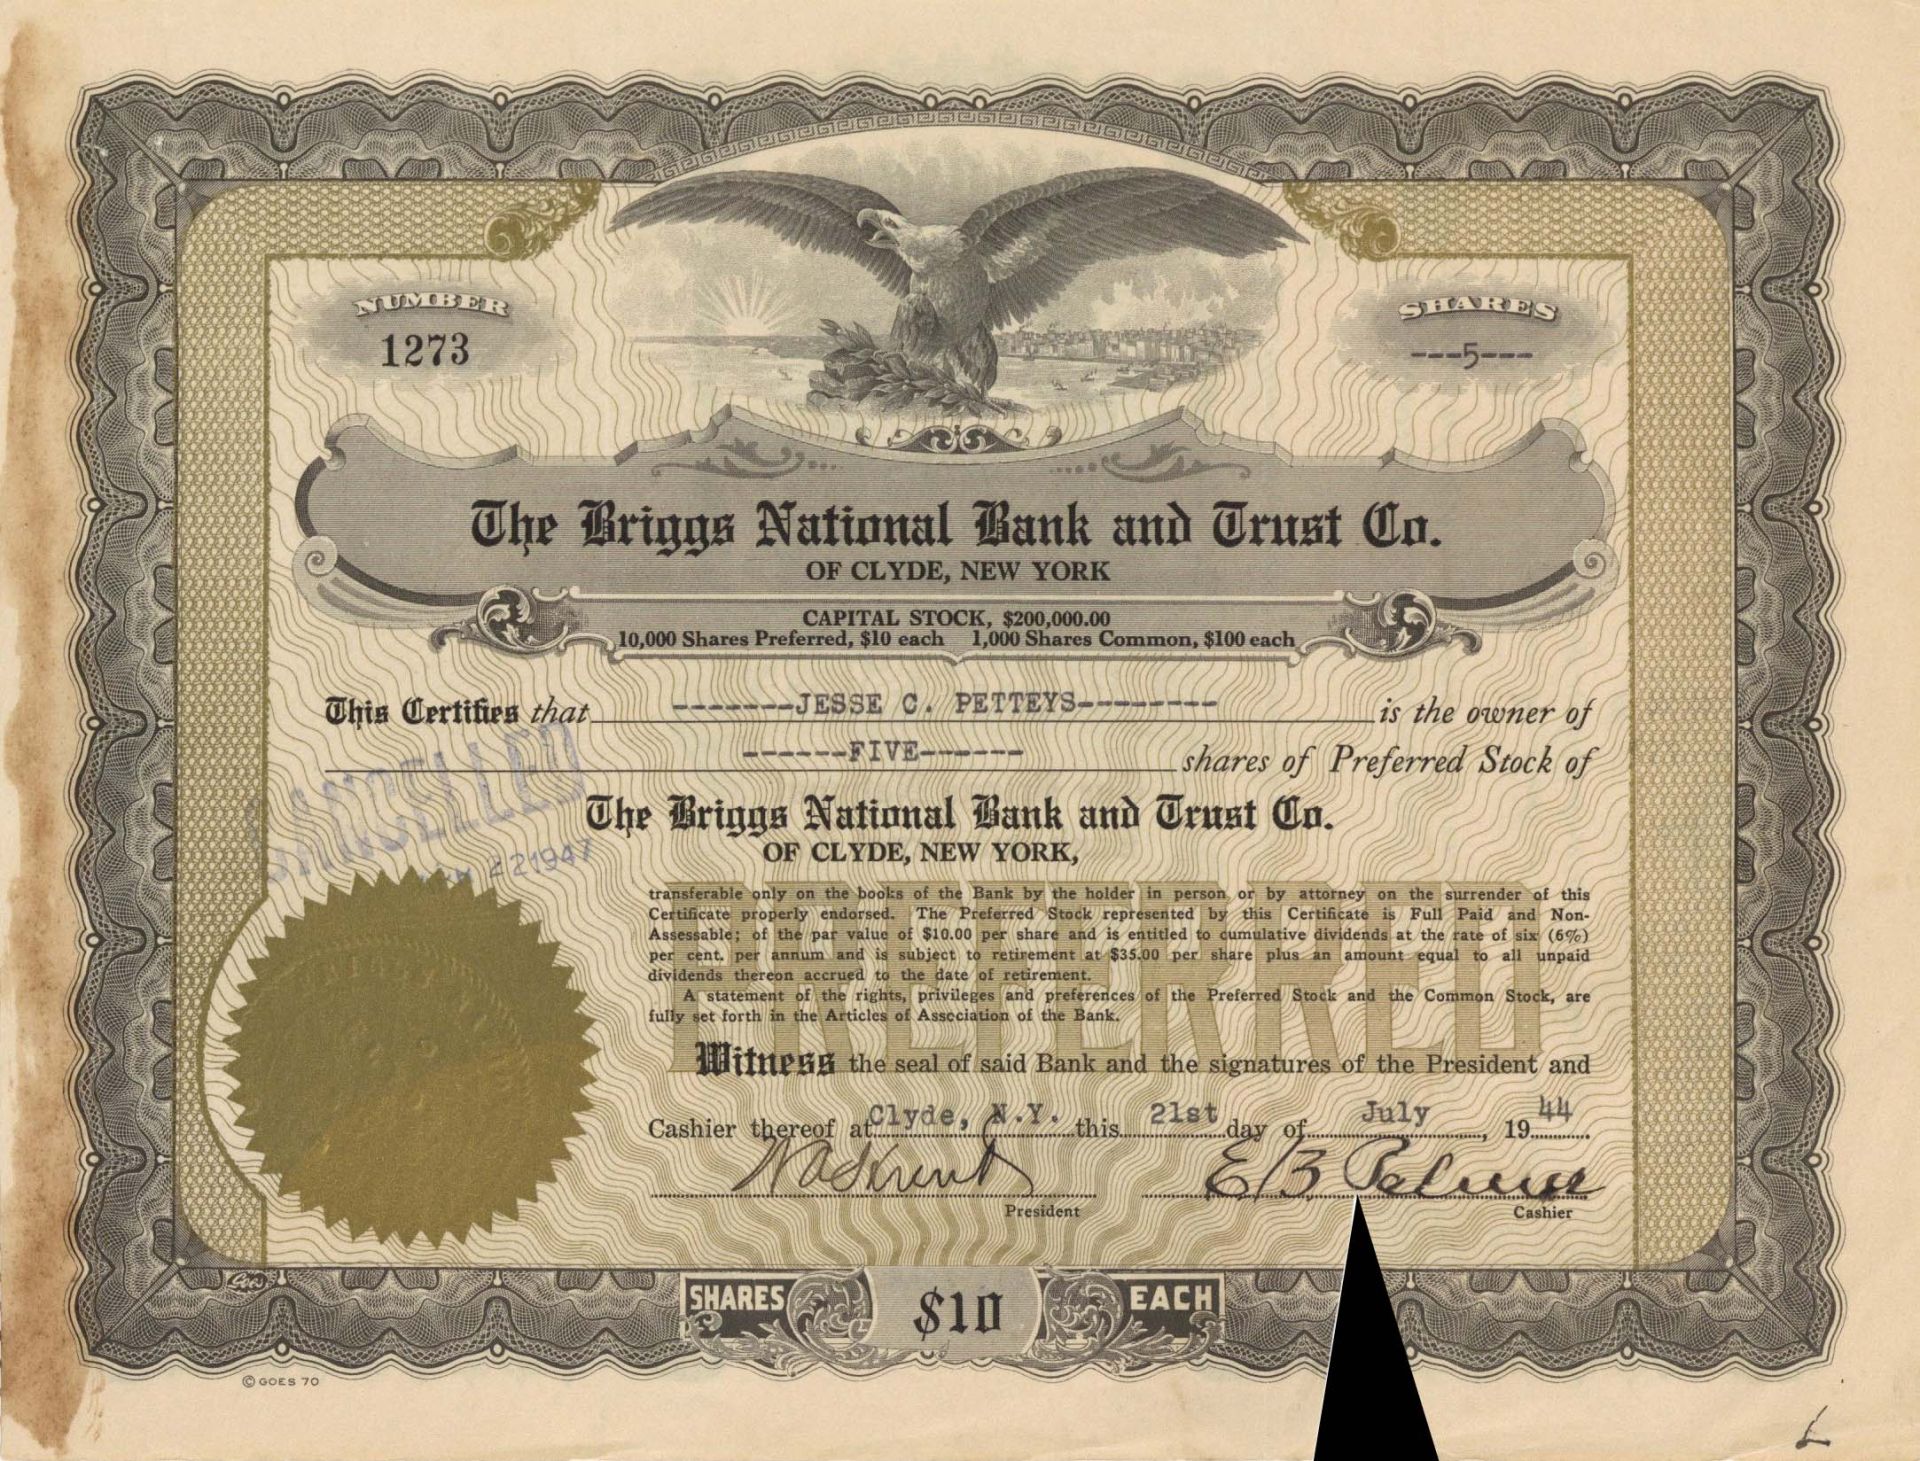 NUMBER
1273
SHARES
---5---
The Briggs National Bank and Trust Co.
OF CLYDE, NEW YORK
CAPITAL STOCK, $200,000.00
10,000 Shares Preferred, $10 each 1,000 Shares Common, $100 each
This Certifies that -------JESSE C. PETTEYS-------- is the owner of
------FIVE------ shares of Preferred Stock of
CANCELLED
The Briggs National Bank and Trust Co.
OF CLYDE, NEW YORK,
221947
PREFERRED
transferable only on the books of the Bank by the holder in person or by attorney on the surrender of this
Certificate properly endorsed. The Preferred Stock represented by this Certificate is Full Paid and Non-
Assessable; of the par value of $10.00 per share and is entitled to cumulative dividends at the rate of six (6%)
per cent. per annum and is subject to retirement at $35.00 per share plus an amount equal to all unpaid
dividends thereon accrued to the date of retirement.
A statement of the rights, privileges and preferences of the Preferred Stock and the Common Stock, are
fully set forth in the Articles of Association of the Bank.
Witness the seal of said Bank and the signatures of the President and
Cashier thereof at Clyde, N.Y. this 21st day of July, 1944
E B
President
Cashier
Goes
SHARES $10 EACH
© GOES 70
L